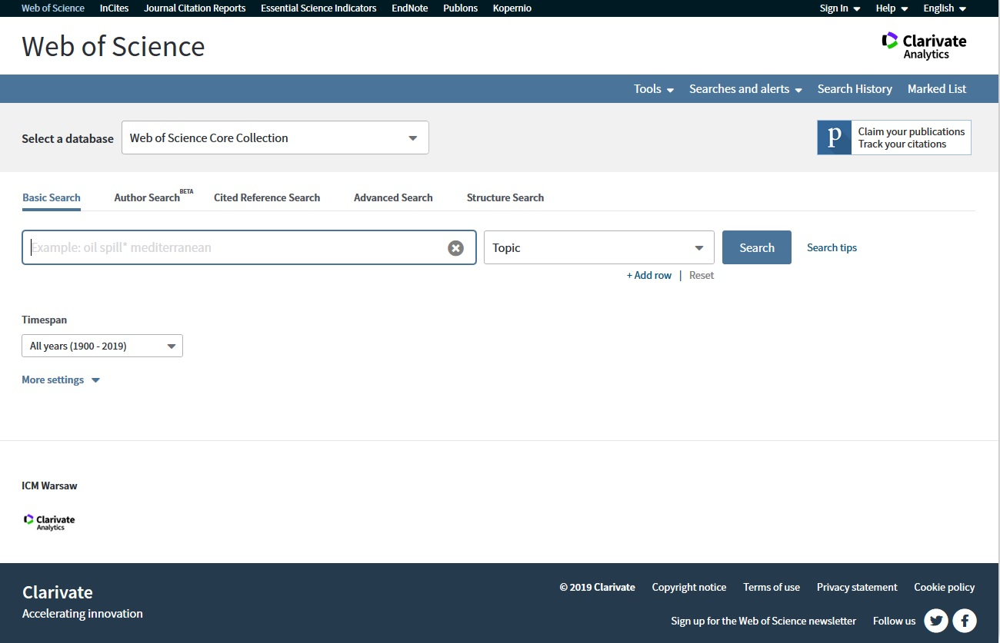 Web of Science InCites Journal Citation Reports Essential Science Indicators EndNote Publons Kopernio Sign In Help English
Web of Science
Clarivate
Analytics
Tools Searches and alerts Search History Marked List
Select a database Web of Science Core Collection
p Claim your publications
Track your citations
Basic Search Author Search BETA Cited Reference Search Advanced Search Structure Search
Example: oil spill* mediterranean Topic Search Search tips
+ Add row | Reset
Timespan
All years (1900 - 2019)
More settings
ICM Warsaw
Clarivate
Analytics
Clarivate
Accelerating innovation
© 2019 Clarivate Copyright notice Terms of use Privacy statement Cookie policy
Sign up for the Web of Science newsletter Follow us